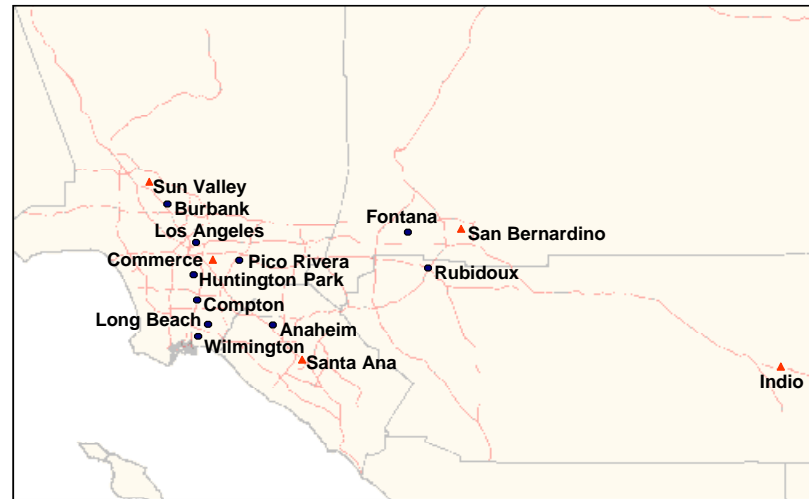 Sun Valley
Burbank
Fontana
Los Angeles
San Bernardino
Commerce
Pico Rivera
Rubidoux
Huntington Park
Compton
Long Beach
Anaheim
Wilmington
Santa Ana
Indio